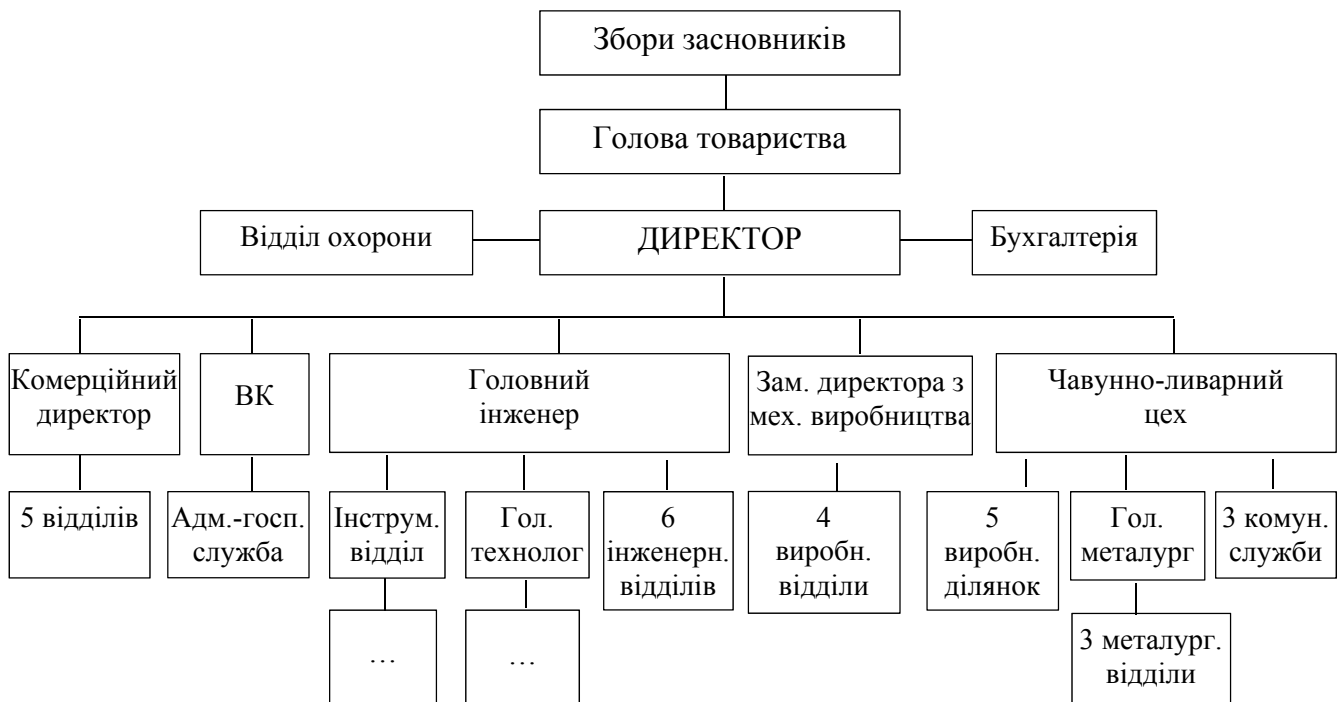 Збори засновників
Голова товариства
Відділ охорони
ДИРЕКТОР
Бухгалтерія
Комерційний
директор
ВК
Головний
інженер
Зам. директора з
мех. виробництва
Чавунно-ливарний
цех
5 відділів
Адм.-госп.
служба
Інструм.
відділ
Гол.
технолог
6
інженерн.
відділів
4
виробн.
відділи
5
виробн.
ділянок
Гол.
металург
3 комун.
служби
…
…
3 металург.
відділи